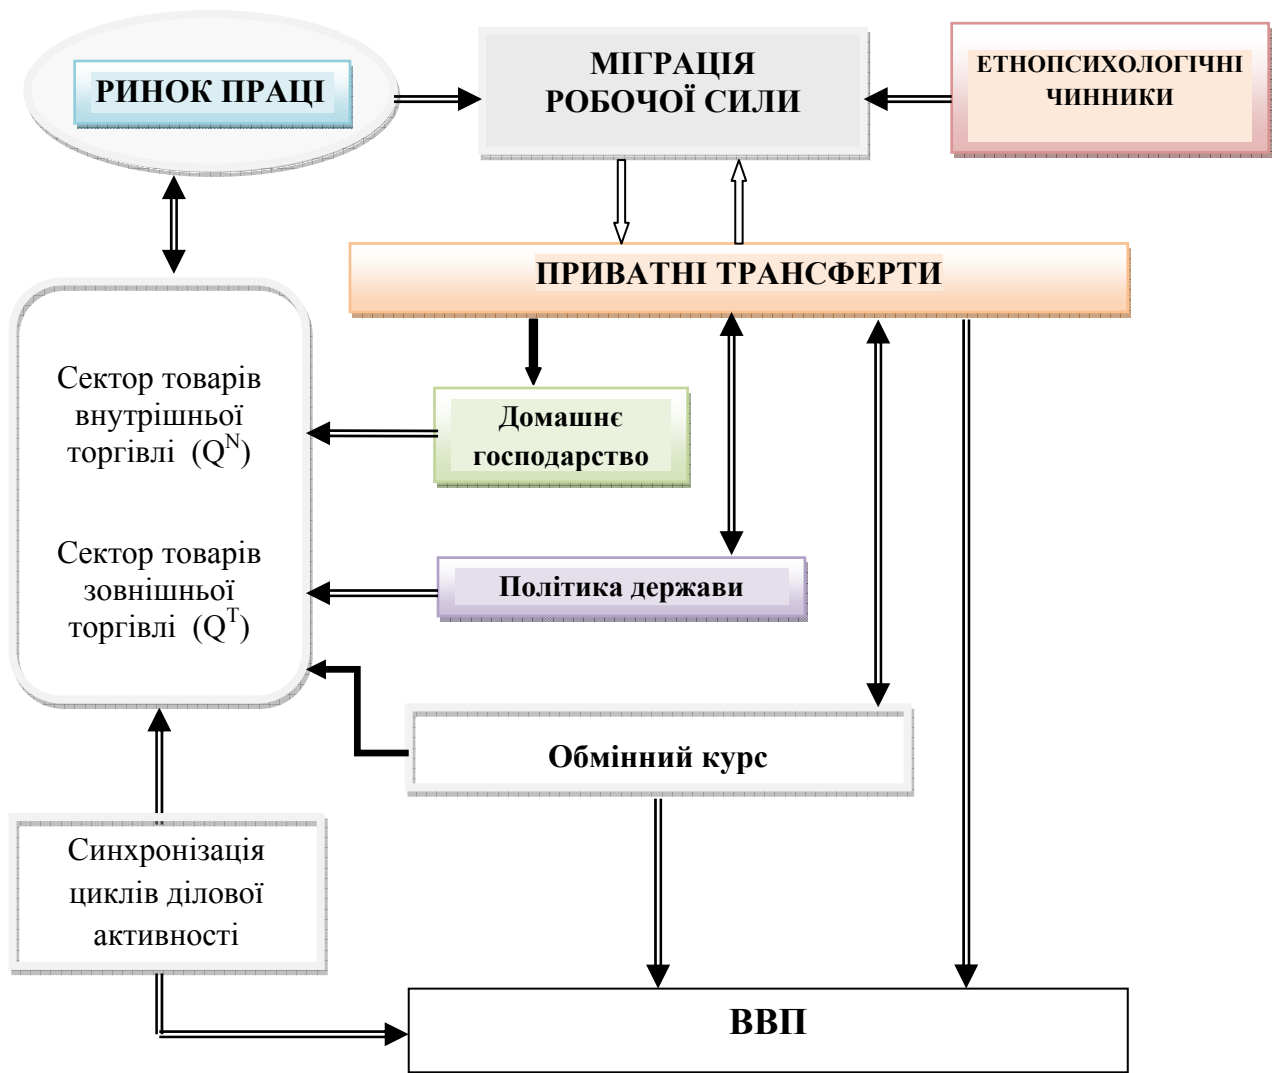 РИНОК ПРАЦІ
МІГРАЦІЯ
РОБОЧОЇ СИЛИ
ЕТНОПСИХОЛОГІЧНІ
ЧИННИКИ
ПРИВАТНІ ТРАНСФЕРТИ
Сектор товарів
внутрішньої
торгівлі (Q^N)
Домашнє
господарство
Сектор товарів
зовнішньої
торгівлі (Q^T)
Політика держави
Обмінний курс
Синхронізація
циклів ділової
активності
ВВП